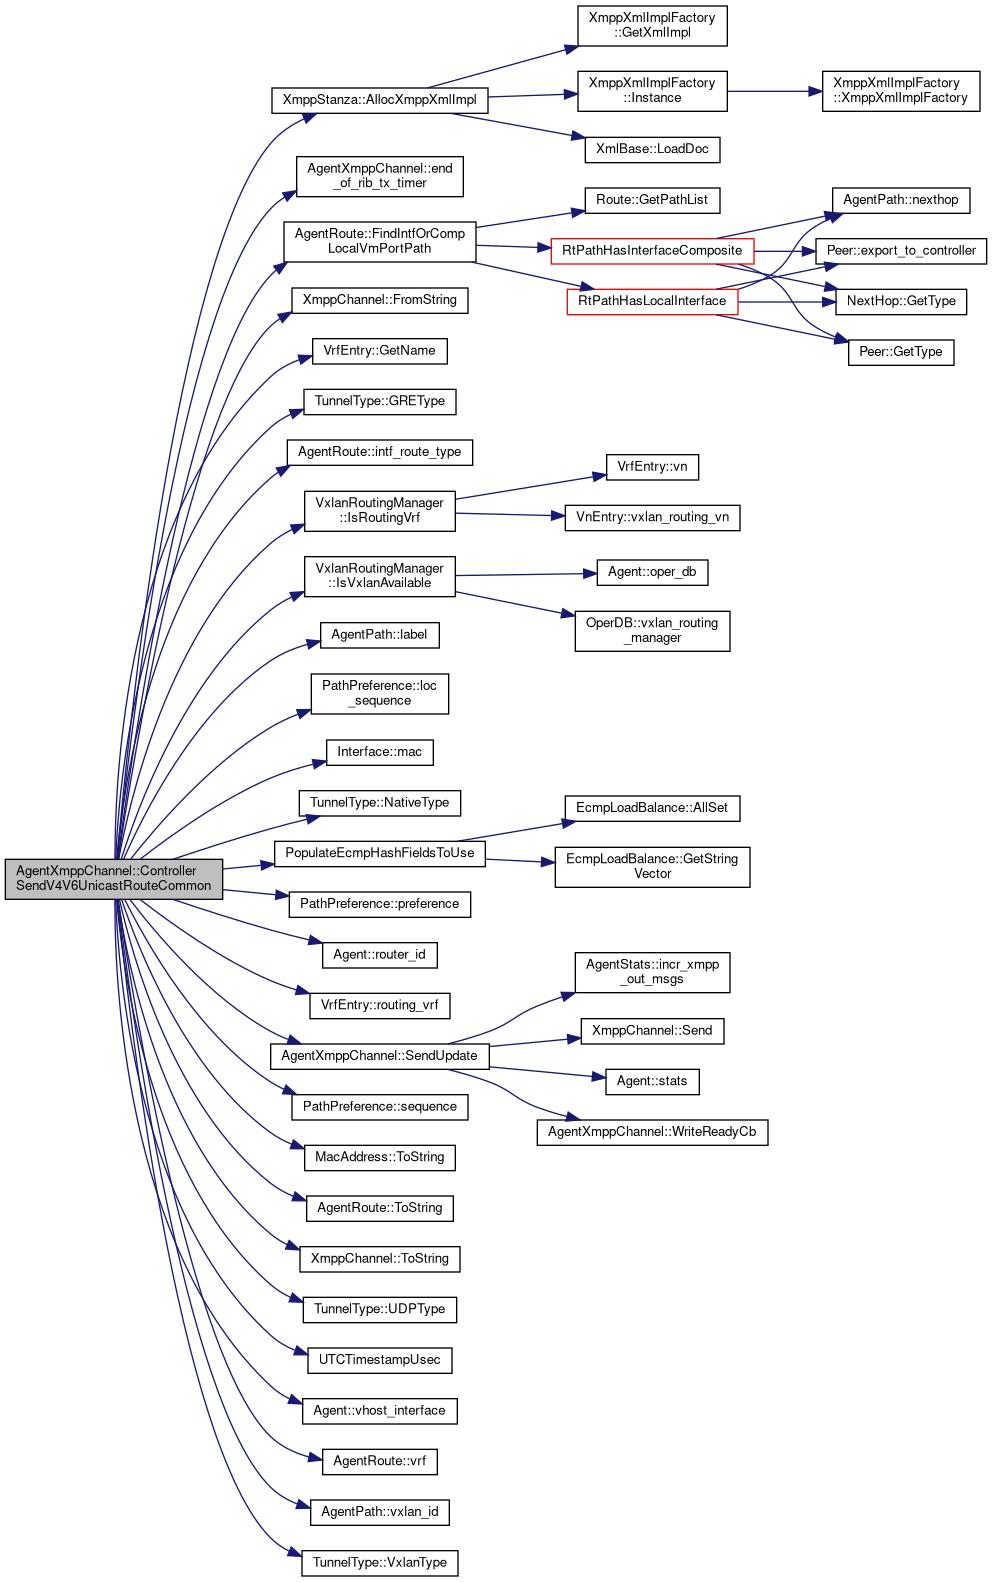 XmppXmlImplFactory
::GetXmlImpl
XmppStanza::AllocXmppXmlImpl
XmppXmlImplFactory
::Instance
XmppXmlImplFactory
::XmppXmlImplFactory
XmlBase::LoadDoc
AgentXmppChannel::end
_of_rib_tx_timer
AgentRoute::FindIntfOrComp
LocalVmPortPath
Route::GetPathList
RtPathHasInterfaceComposite
RtPathHasLocalInterface
AgentPath::nexthop
Peer::export_to_controller
NextHop::GetType
Peer::GetType
XmppChannel::FromString
VrfEntry::GetName
TunnelType::GREType
AgentRoute::intf_route_type
VxlanRoutingManager
::IsRoutingVrf
VrfEntry::vn
VnEntry::vxlan_routing_vn
VxlanRoutingManager
::IsVxlanAvailable
Agent::oper_db
OperDB::vxlan_routing
_manager
AgentPath::label
PathPreference::loc
_sequence
Interface::mac
TunnelType::NativeType
AgentXmppChannel::Controller
SendV4V6UnicastRouteCommon
PopulateEcmpHashFieldsToUse
EcmpLoadBalance::AllSet
EcmpLoadBalance::GetString
Vector
PathPreference::preference
Agent::router_id
VrfEntry::routing_vrf
AgentXmppChannel::SendUpdate
AgentStats::incr_xmpp
_out_msgs
XmppChannel::Send
Agent::stats
AgentXmppChannel::WriteReadyCb
PathPreference::sequence
MacAddress::ToString
AgentRoute::ToString
XmppChannel::ToString
TunnelType::UDPType
UTCTimestampUsec
Agent::vhost_interface
AgentRoute::vrf
AgentPath::vxlan_id
TunnelType::VxlanType